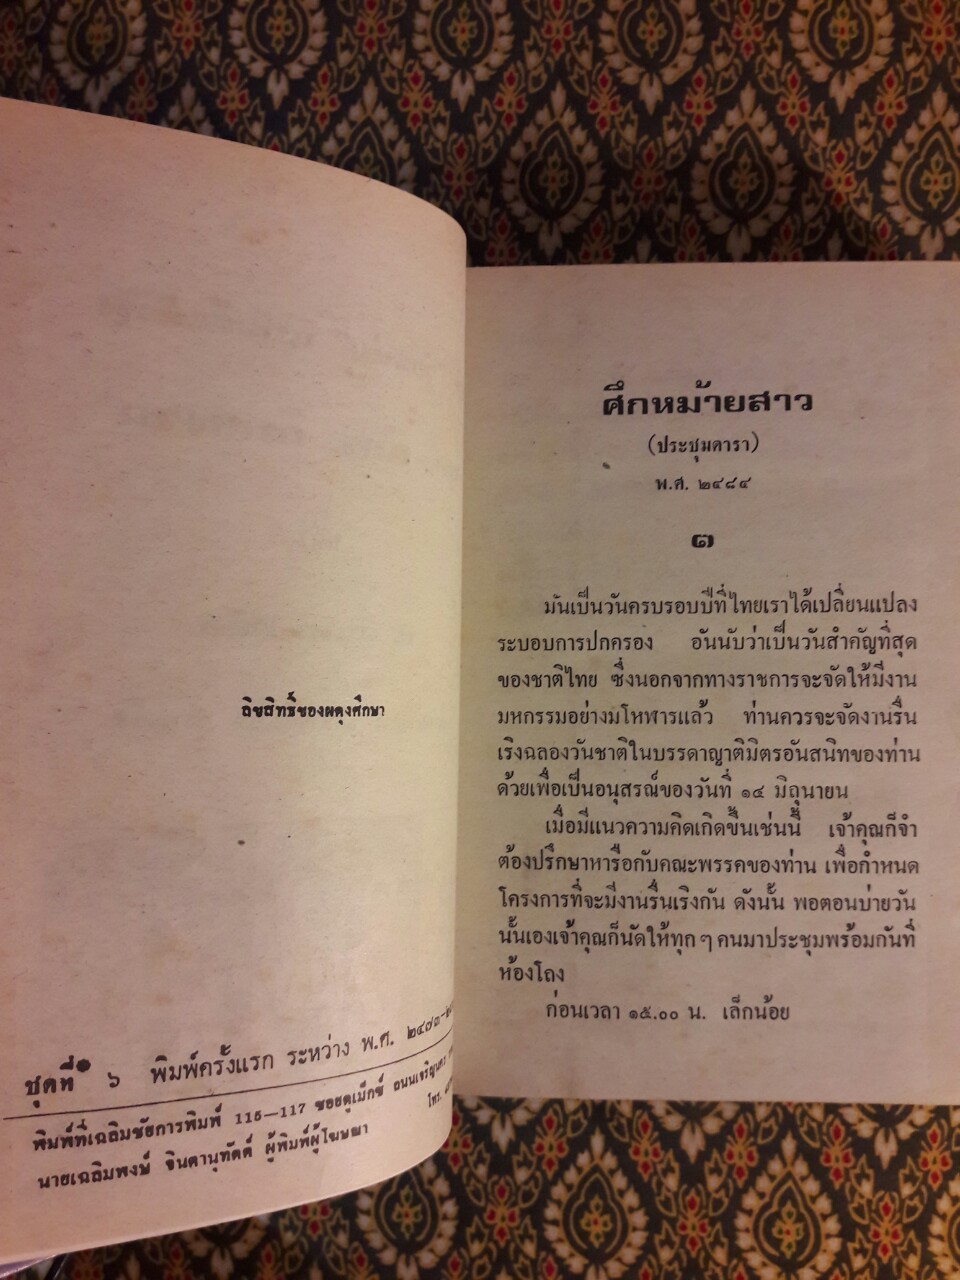 ลิขสิทธิ์ของผดุงศึกษา
ชุดที่ ๖ พิมพ์ครั้งแรก ระหว่าง พ.ศ. ๒๔๗๓-
พิมพ์ที่เฉลิมชัยการพิมพ์ 115—117 ซอยดูเม็กซ์ ถนนเจริญนคร
โทร.
นายเฉลิมพงษ์ จินดานุทัตต์ ผู้พิมพ์ผู้โฆษณา
ศึกหม้ายสาว
(ประชุมดารา)
พ.ศ. ๒๔๘๔
๑
มันเป็นวันครบรอบปีที่ไทยเราได้เปลี่ยนแปลง
ระบอบการปกครอง อันนับว่าเป็นวันสำคัญที่สุด
ของชาติไทย ซึ่งนอกจากทางราชการจะจัดให้มีงาน
มหกรรมอย่างมโหฬารแล้ว ท่านควรจะจัดงานรื่น
เริงฉลองวันชาติในบรรดาญาติมิตรอันสนิทของท่าน
ด้วยเพื่อเป็นอนุสรณ์ของวันที่ ๑๔ มิถุนายน
เมื่อมีแนวความคิดเกิดขึ้นเช่นนี้ เจ้าคุณก็จำ
ต้องปรึกษาหารือกับคณะพรรคของท่าน เพื่อกำหนด
โครงการที่จะมีงานรื่นเริงกัน ดังนั้น พอตอนบ่ายวัน
นั้นเองเจ้าคุณก็นัดให้ทุก ๆ คนมาประชุมพร้อมกันที่
ห้องโถง
ก่อนเวลา ๑๕.๐๐ น. เล็กน้อย